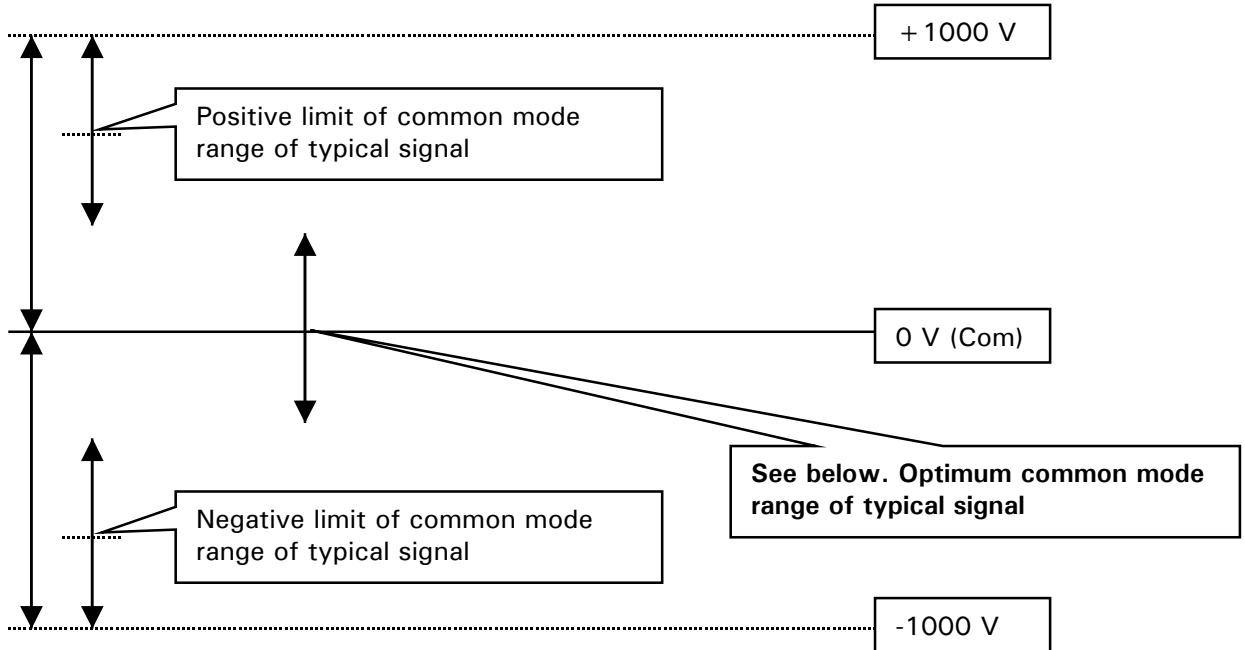 +1000 V
Positive limit of common mode
range of typical signal
0 V (Com)
See below. Optimum common mode
range of typical signal
Negative limit of common mode
range of typical signal
-1000 V